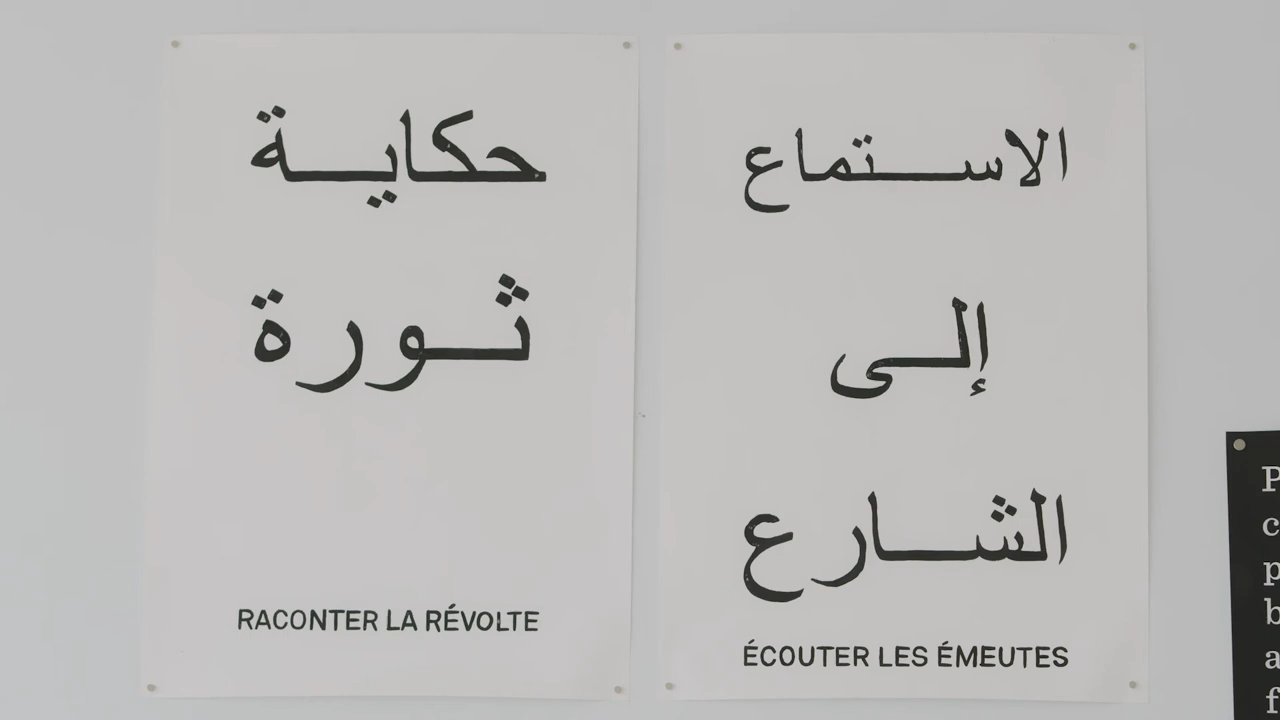 حكاية
ثورة
RACONTER LA RÉVOLTE
الاستماع
إلى
الشارع
ÉCOUTER LES ÉMEUTES